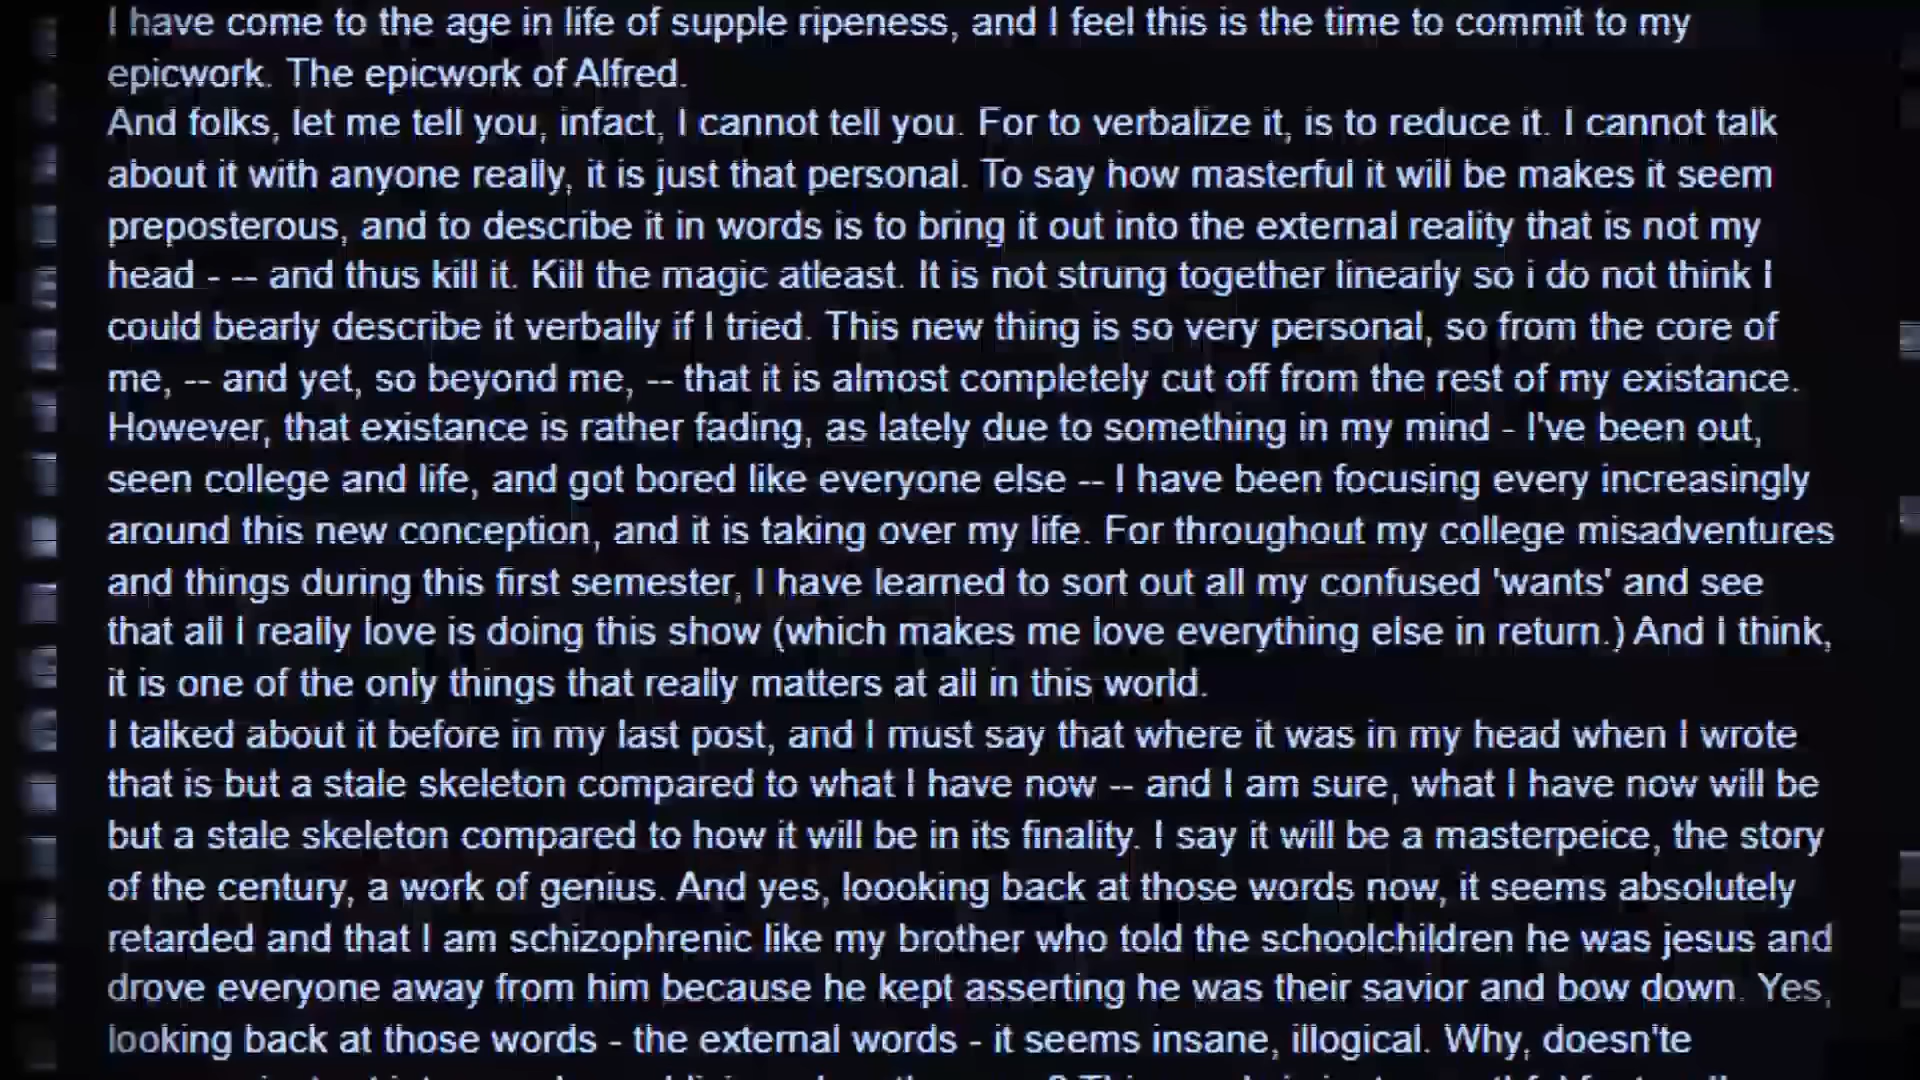 I have come to the age in life of supple ripeness, and I feel this is the time to commit to my
epicwork. The epicwork of Alfred.
And folks, let me tell you, infact, I cannot tell you. For to verbalize it, is to reduce it. I cannot talk
about it with anyone really, it is just that personal. To say how masterful it will be makes it seem
preposterous, and to describe it in words is to bring it out into the external reality that is not my
head - -- and thus kill it. Kill the magic atleast. It is not strung together linearly so i do not think I
could bearly describe it verbally if I tried. This new thing is so very personal, so from the core of
me, -- and yet, so beyond me, -- that it is almost completely cut off from the rest of my existance.
However, that existance is rather fading, as lately due to something in my mind - I've been out,
seen college and life, and got bored like everyone else -- I have been focusing every increasingly
around this new conception, and it is taking over my life. For throughout my college misadventures
and things during this first semester, I have learned to sort out all my confused 'wants' and see
that all I really love is doing this show (which makes me love everything else in return.) And I think,
it is one of the only things that really matters at all in this world.
I talked about it before in my last post, and I must say that where it was in my head when I wrote
that is but a stale skeleton compared to what I have now -- and I am sure, what I have now will be
but a stale skeleton compared to how it will be in its finality. I say it will be a masterpeice, the story
of the century, a work of genius. And yes, loooking back at those words now, it seems absolutely
retarded and that I am schizophrenic like my brother who told the schoolchildren he was jesus and
drove everyone away from him because he kept asserting he was their savior and bow down. Yes,
looking back at those words - the external words - it seems insane, illogical. Why, doesn'te